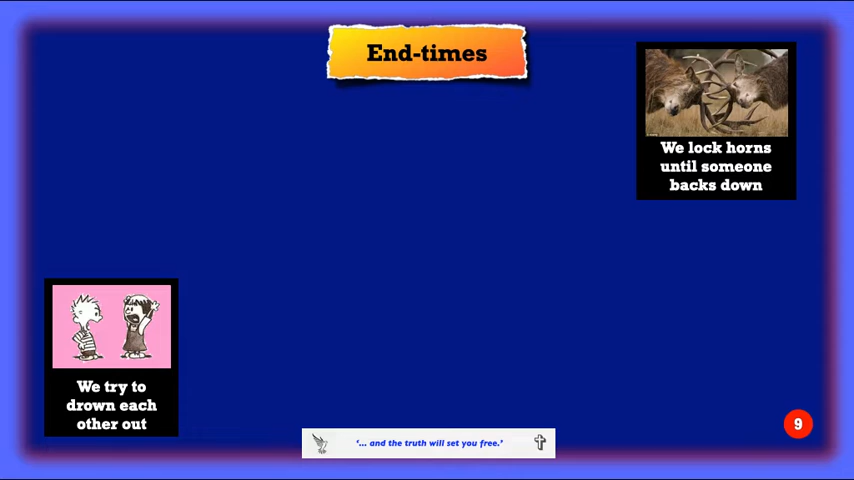 End-times
We lock horns
until someone
backs down
We try to
drown each
other out
9
‘... and the truth will set you free.’